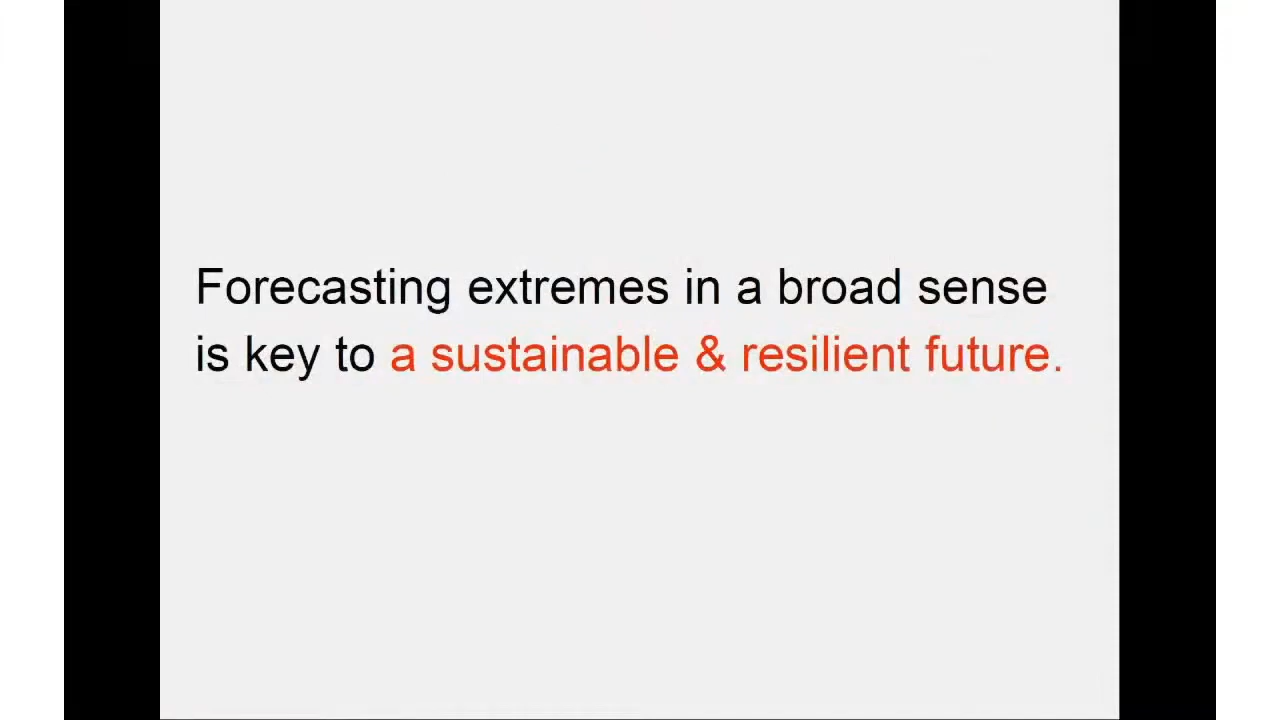 Forecasting extremes in a broad sense
is key to a sustainable & resilient future.